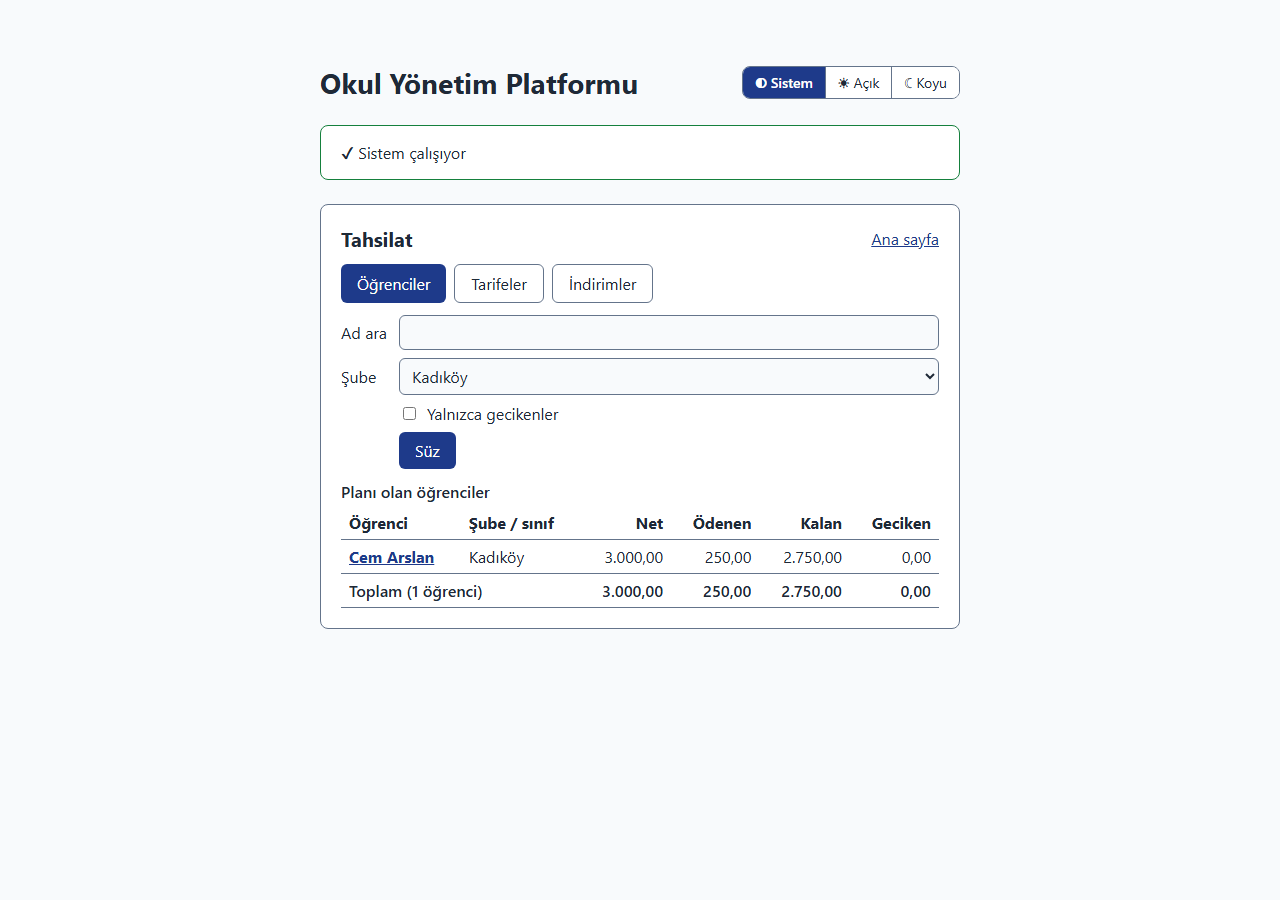 Okul Yönetim Platformu
◐ Sistem ☀ Açık ☾ Koyu
✓ Sistem çalışıyor
Tahsilat Ana sayfa
Öğrenciler Tarifeler İndirimler
Ad ara
Şube Kadıköy
Yalnızca gecikenler
Süz
Planı olan öğrenciler
Öğrenci Şube / sınıf Net Ödenen Kalan Geciken
Cem Arslan Kadıköy 3.000,00 250,00 2.750,00 0,00
Toplam (1 öğrenci) 3.000,00 250,00 2.750,00 0,00